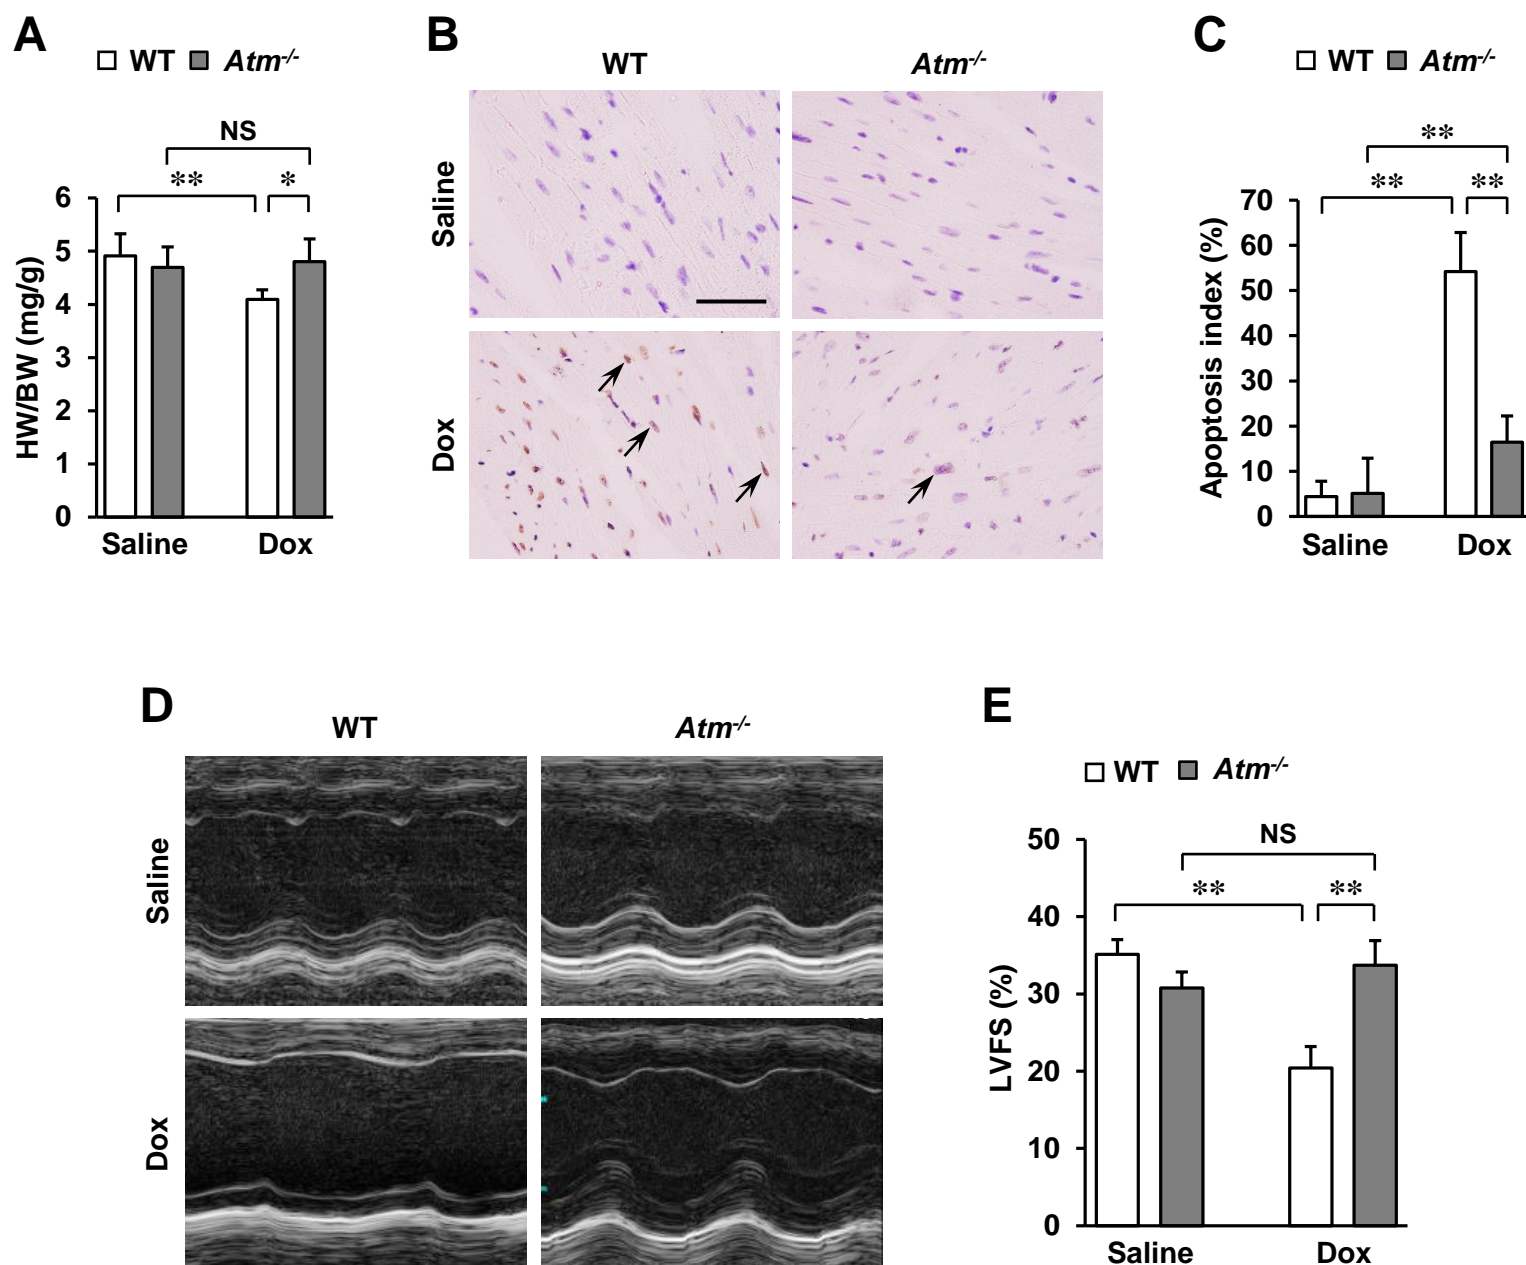 A
WT Atm-/-
NS
** *
HW/BW (mg/g)
6
5
4
3
2
1
0
Saline Dox
B
WT Atm-/-
Saline
Dox
C
WT Atm-/-
**
** **
Apoptosis index (%)
70
60
50
40
30
20
10
0
Saline Dox
D
WT Atm-/-
Saline
Dox
E
WT Atm-/-
NS
** **
LVFS (%)
50
40
30
20
10
0
Saline Dox